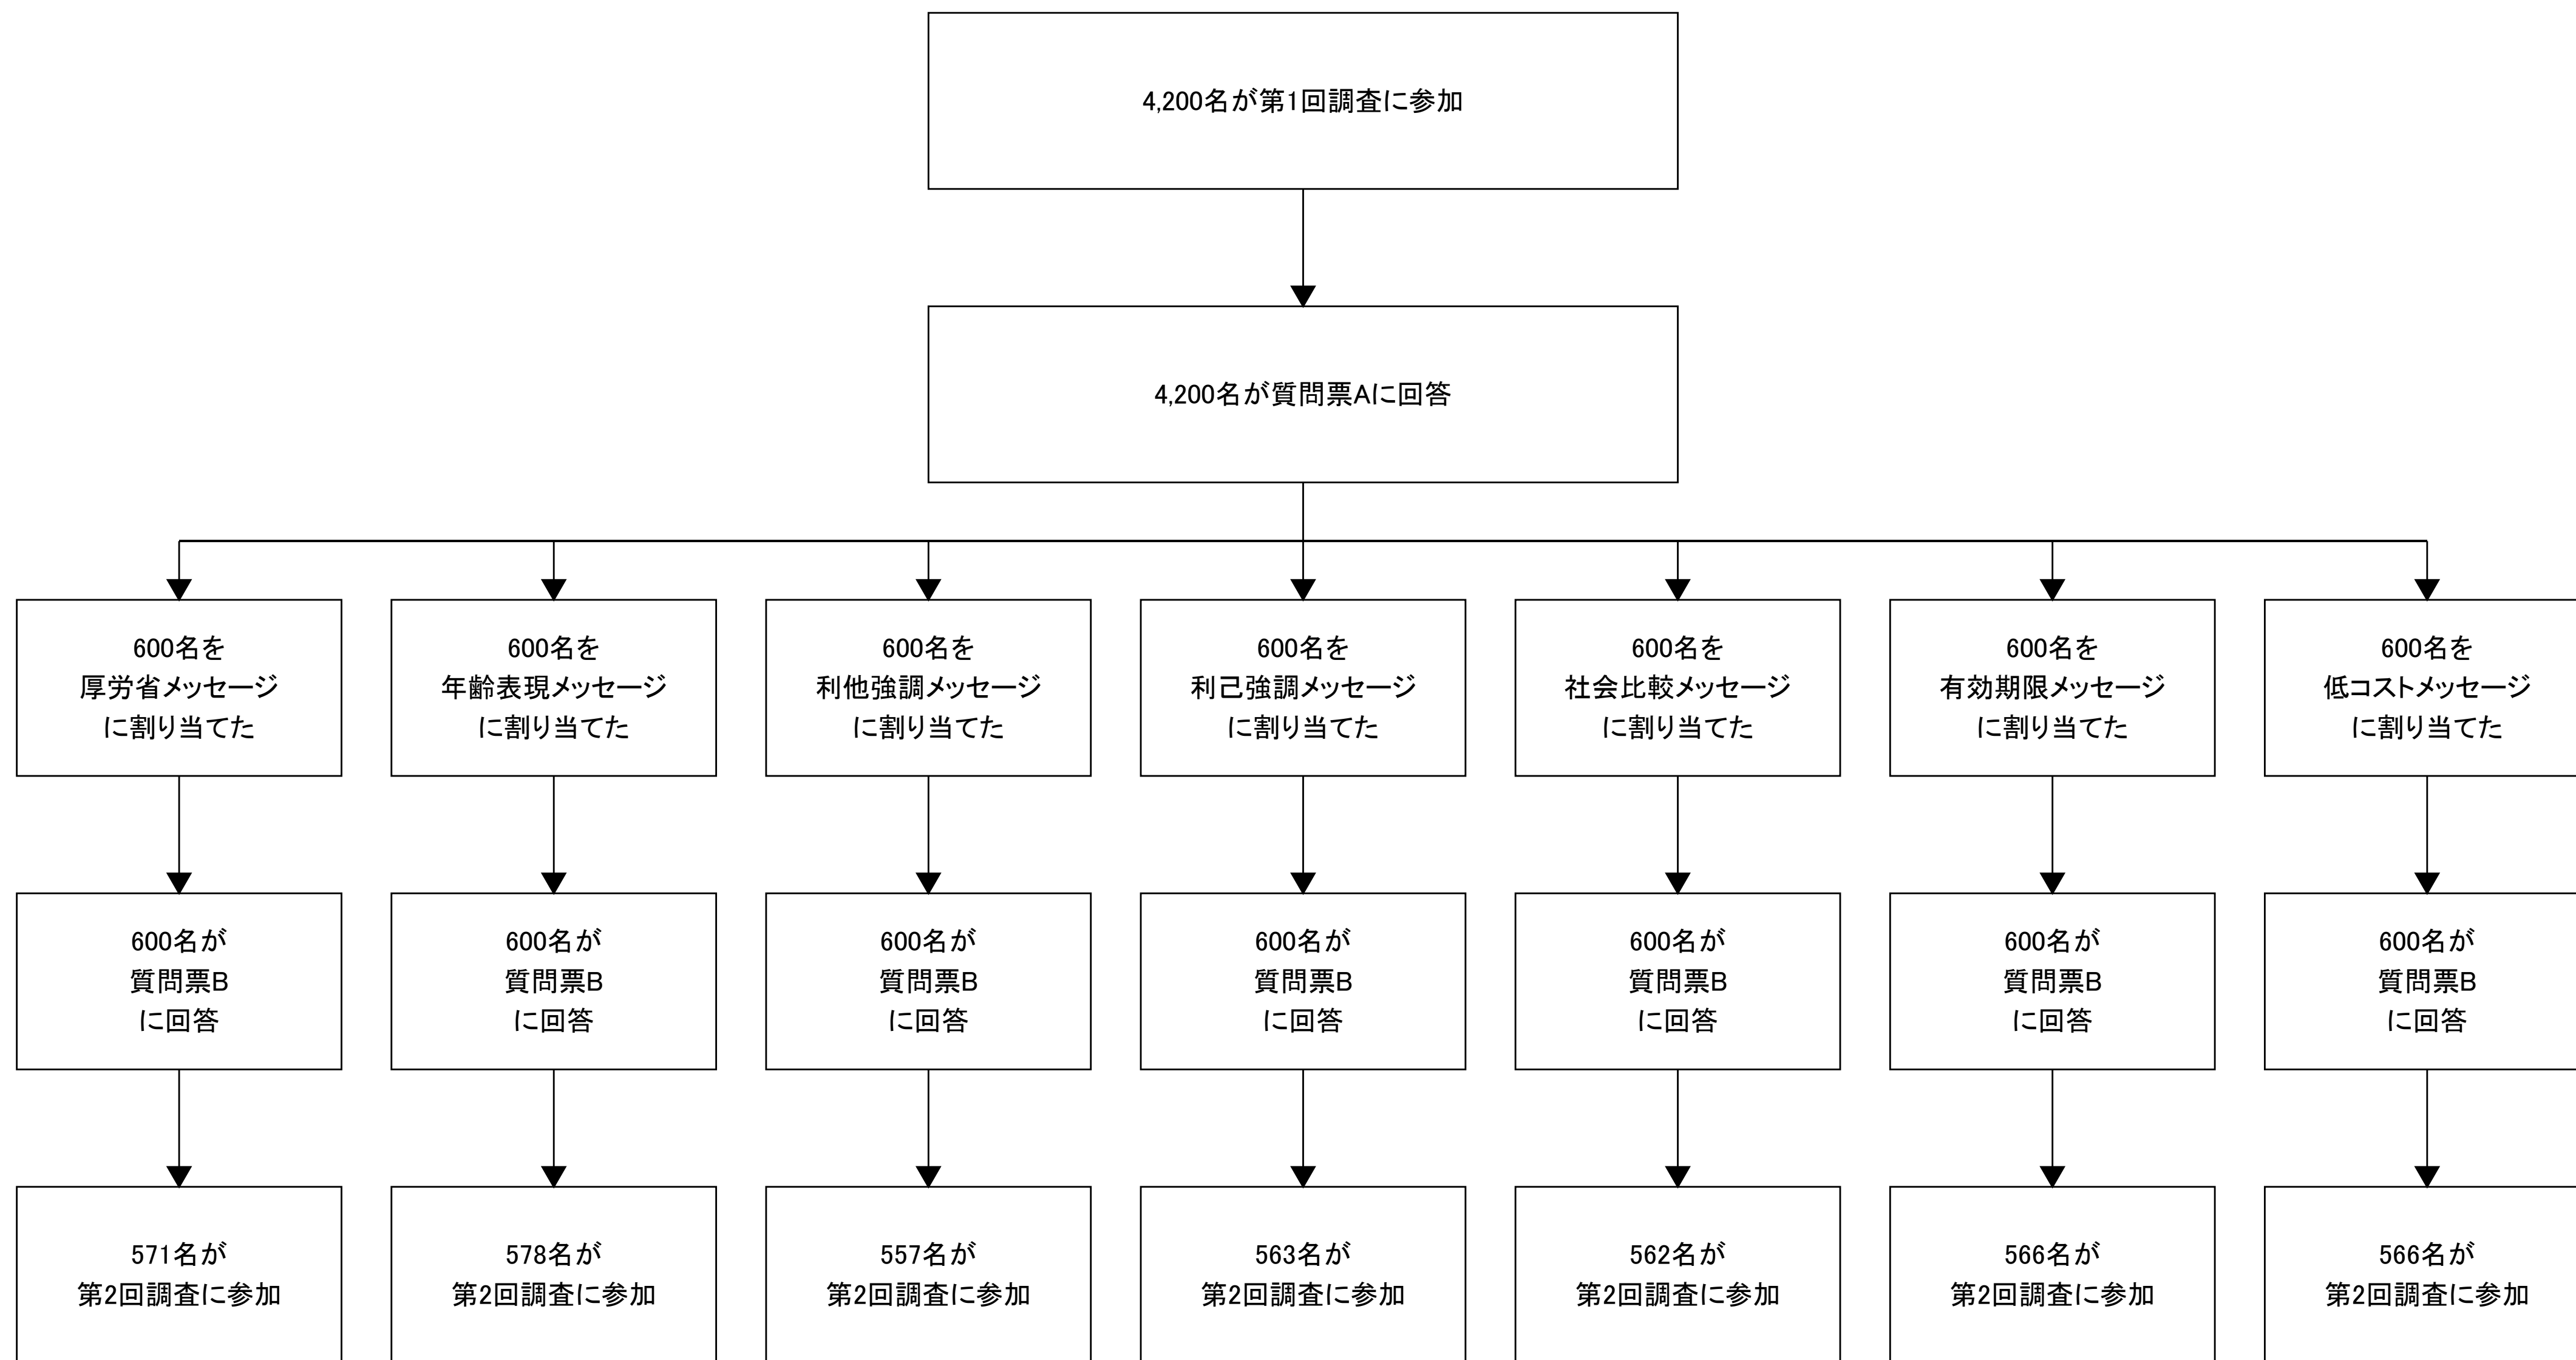 4,200名が第1回調査に参加
4,200名が質問票Aに回答
600名を
厚労省メッセージ
に割り当てた
600名を
年齢表現メッセージ
に割り当てた
600名を
利他強調メッセージ
に割り当てた
600名を
利己強調メッセージ
に割り当てた
600名を
社会比較メッセージ
に割り当てた
600名を
有効期限メッセージ
に割り当てた
600名を
低コストメッセージ
に割り当てた
600名が
質問票B
に回答
600名が
質問票B
に回答
600名が
質問票B
に回答
600名が
質問票B
に回答
600名が
質問票B
に回答
600名が
質問票B
に回答
600名が
質問票B
に回答
571名が
第2回調査に参加
578名が
第2回調査に参加
557名が
第2回調査に参加
563名が
第2回調査に参加
562名が
第2回調査に参加
566名が
第2回調査に参加
566名が
第2回調査に参加